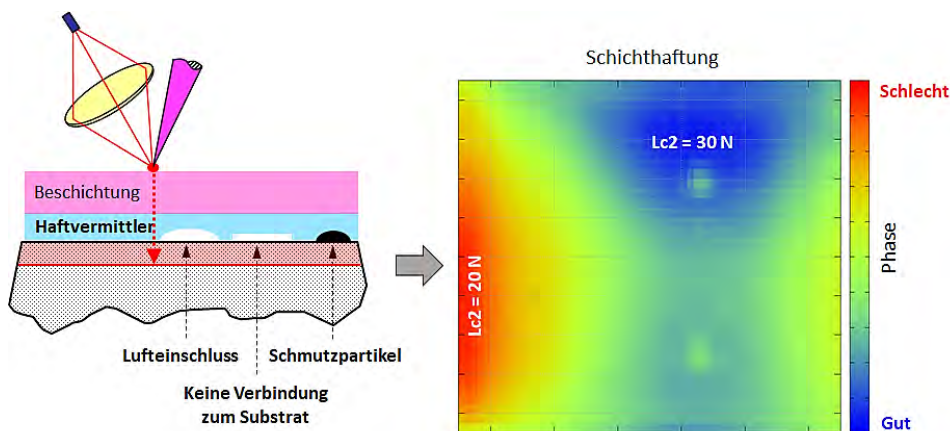 Beschichtung
Haftvermittler
Lufteinschluss
Schmutzpartikel
Keine Verbindung
zum Substrat
Schichthaftung
Lc2 = 30 N
Lc2 = 20 N
Schlecht
Phase
Gut